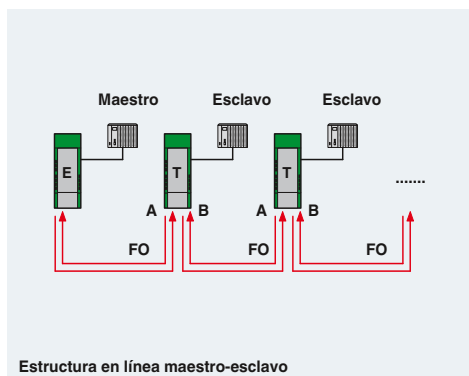 Maestro Esclavo Esclavo
E T T .......
A B A B
FO FO FO
Estructura en línea maestro-esclavo